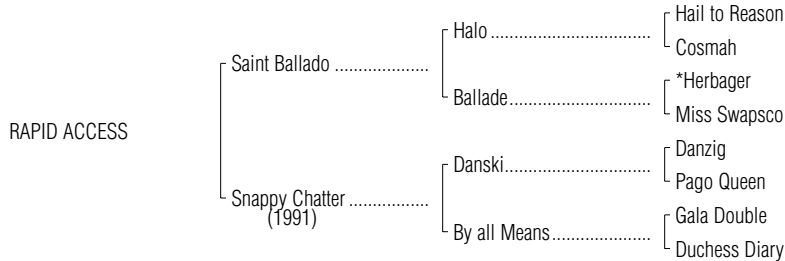 Hail to Reason
Halo ..................................
Cosmah
Saint Ballado ....................
*Herbager
Ballade..............................
Miss Swapsco
RAPID ACCESS
Danzig
Danski...............................
Pago Queen
Snappy Chatter .................
(1991)
Gala Double
By all Means.....................
Duchess Diary